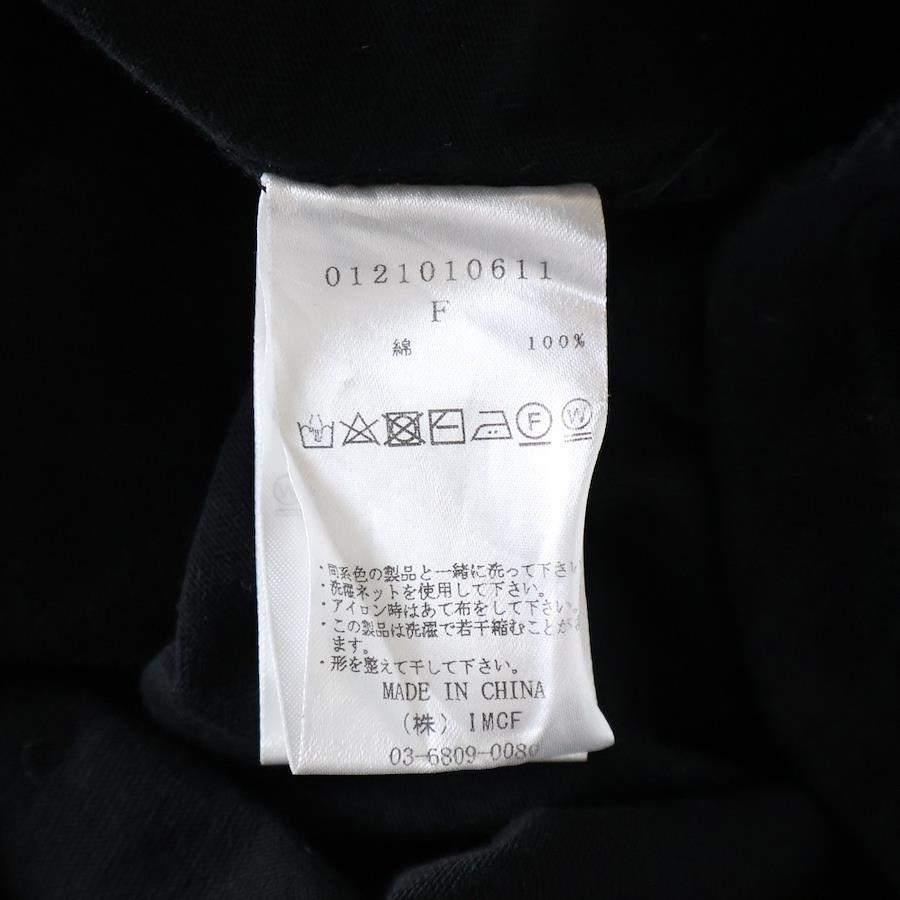 0121010611
F
綿 100%
F W
・同系色の製品と一緒に洗って下さい
・洗濯ネットを使用して下さい。
・アイロン時はあて布をして下さい。
・この製品は洗濯で若干縮むことがあ
ます。
・形を整えて干して下さい。
MADE IN CHINA
(株) IMCF
03-6809-0080